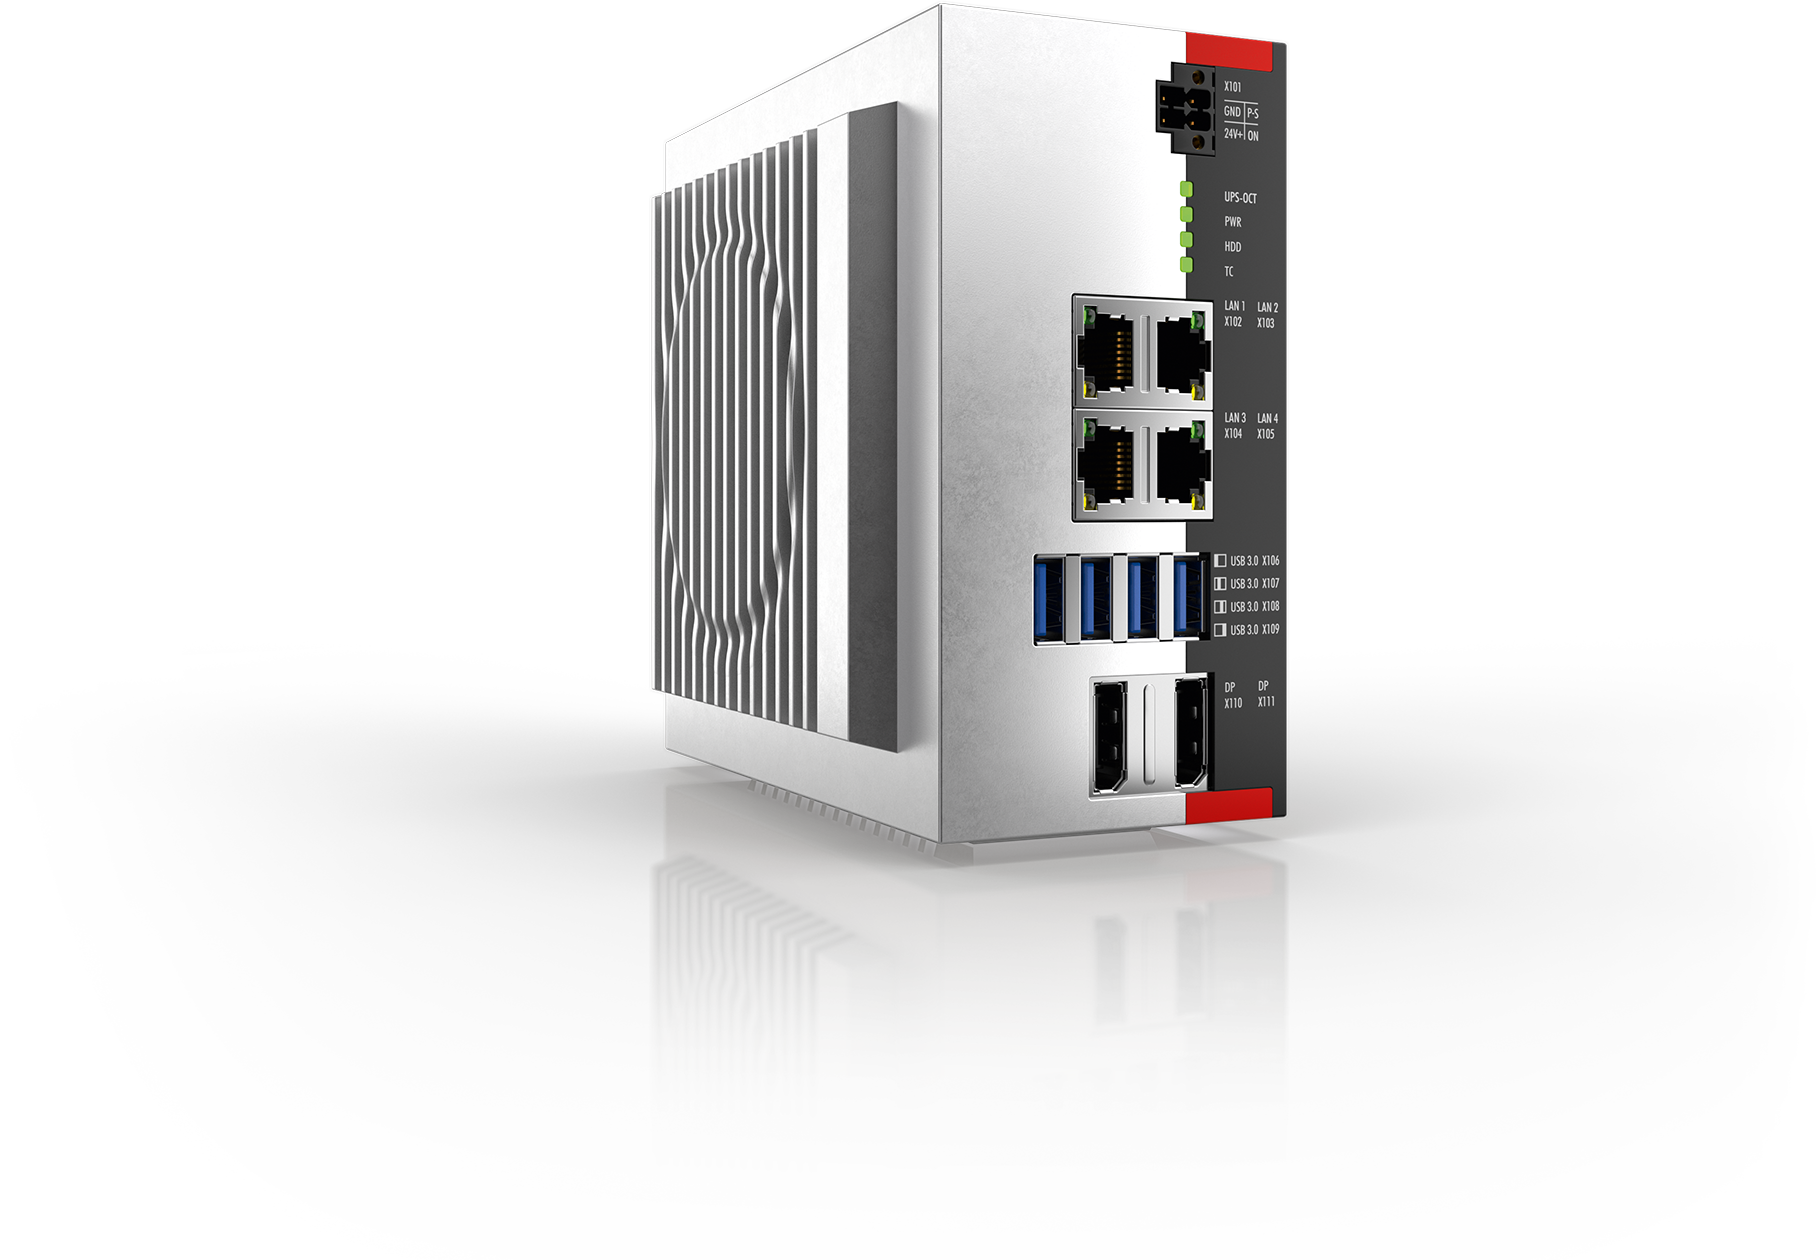 X101
GND P-S
24V+ ON
UPS-OCT
PWR
HDD
TC
LAN 1 LAN 2
X102 X103
LAN 3 LAN 4
X104 X105
USB 3.0 X106
USB 3.0 X107
USB 3.0 X108
USB 3.0 X109
DP DP
X110 X111